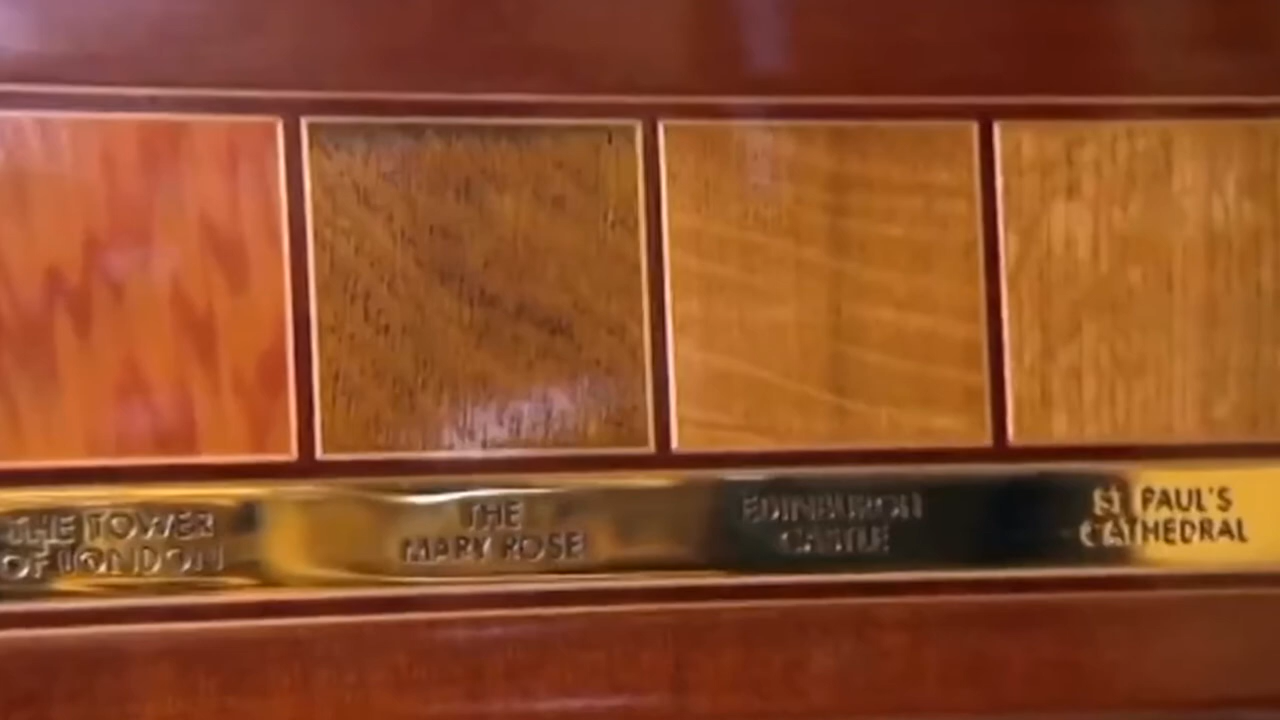 THE TOWER
OF LONDON
THE
MARY ROSE
EDINBURGH
CASTLE
ST PAUL'S
CATHEDRAL